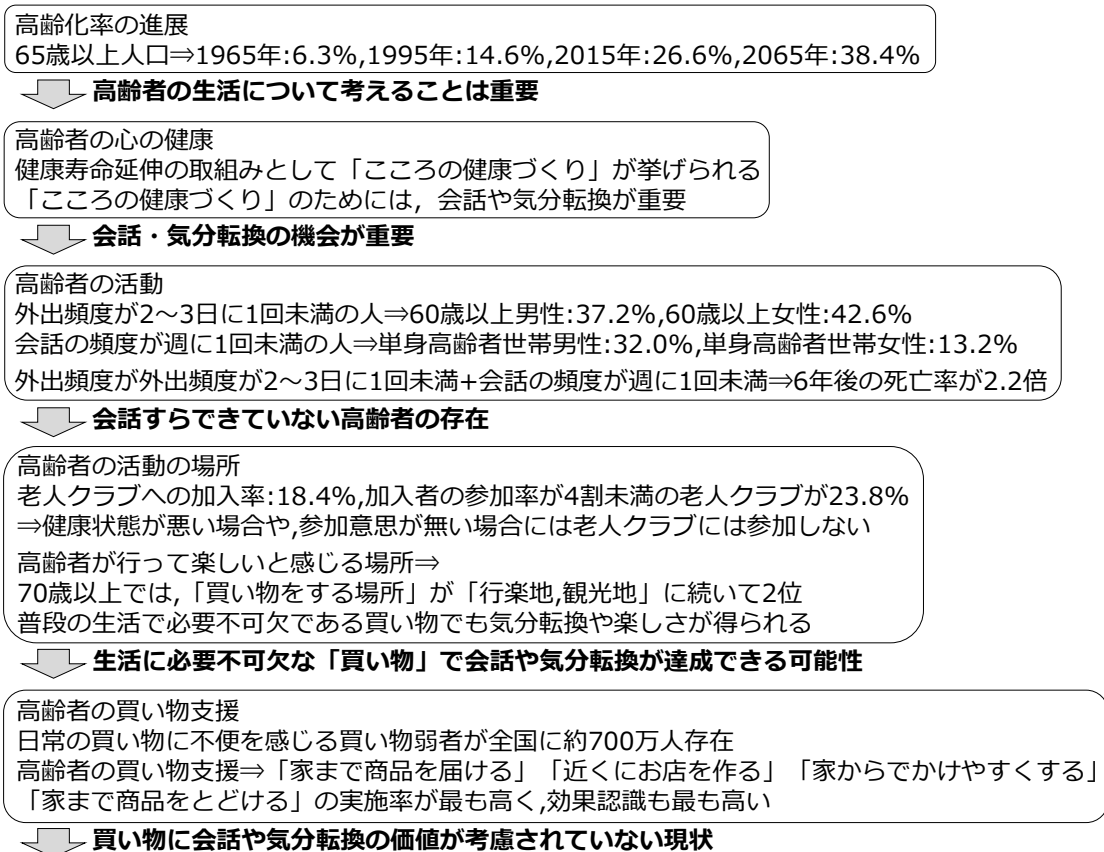 高齢化率の進展
65歳以上人口⇒1965年:6.3%,1995年:14.6%,2015年:26.6%,2065年:38.4%
高齢者の生活について考えることは重要
高齢者の心の健康
健康寿命延伸の取組みとして「こころの健康づくり」が挙げられる
「こころの健康づくり」のためには，会話や気分転換が重要
会話・気分転換の機会が重要
高齢者の活動
外出頻度が2～3日に1回未満の人⇒60歳以上男性:37.2%,60歳以上女性:42.6%
会話の頻度が週に1回未満の人⇒単身高齢者世帯男性:32.0%,単身高齢者世帯女性:13.2%
外出頻度が外出頻度が2～3日に1回未満+会話の頻度が週に1回未満⇒6年後の死亡率が2.2倍
会話すらできていない高齢者の存在
高齢者の活動の場所
老人クラブへの加入率:18.4%,加入者の参加率が4割未満の老人クラブが23.8%
⇒健康状態が悪い場合や,参加意思が無い場合には老人クラブには参加しない
高齢者が行って楽しいと感じる場所⇒
70歳以上では,「買い物をする場所」が「行楽地,観光地」に続いて2位
普段の生活で必要不可欠である買い物でも気分転換や楽しさが得られる
生活に必要不可欠な「買い物」で会話や気分転換が達成できる可能性
高齢者の買い物支援
日常の買い物に不便を感じる買い物弱者が全国に約700万人存在
高齢者の買い物支援⇒「家まで商品を届ける」「近くにお店を作る」「家からでかけやすくする」
「家まで商品をとどける」の実施率が最も高く,効果認識も最も高い
買い物に会話や気分転換の価値が考慮されていない現状